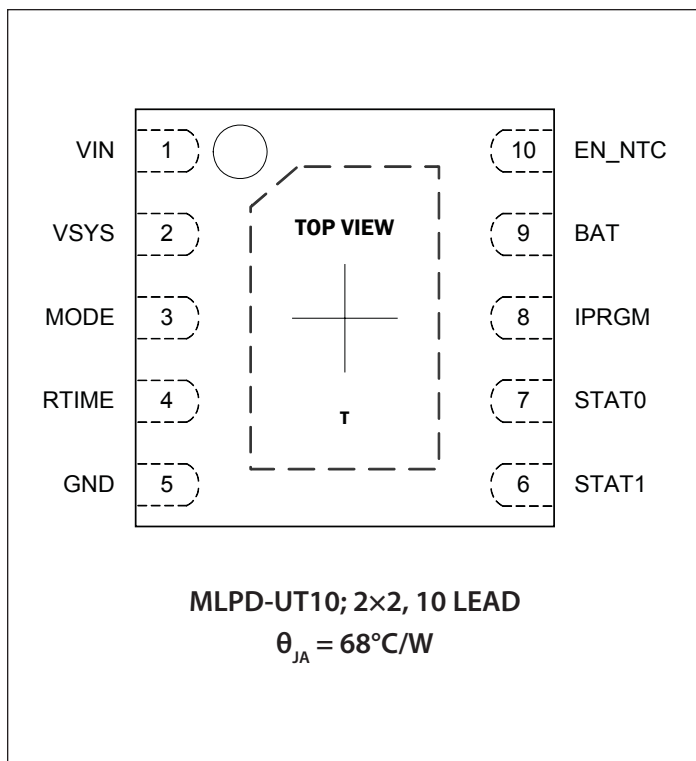 VIN 1 10 EN_NTC
TOP VIEW
VSYS 2 9 BAT
MODE 3 8 IPRGM
RTIME 4 7 STAT0
T
GND 5 6 STAT1
MLPD-UT10; 2×2, 10 LEAD
θJA = 68°C/W